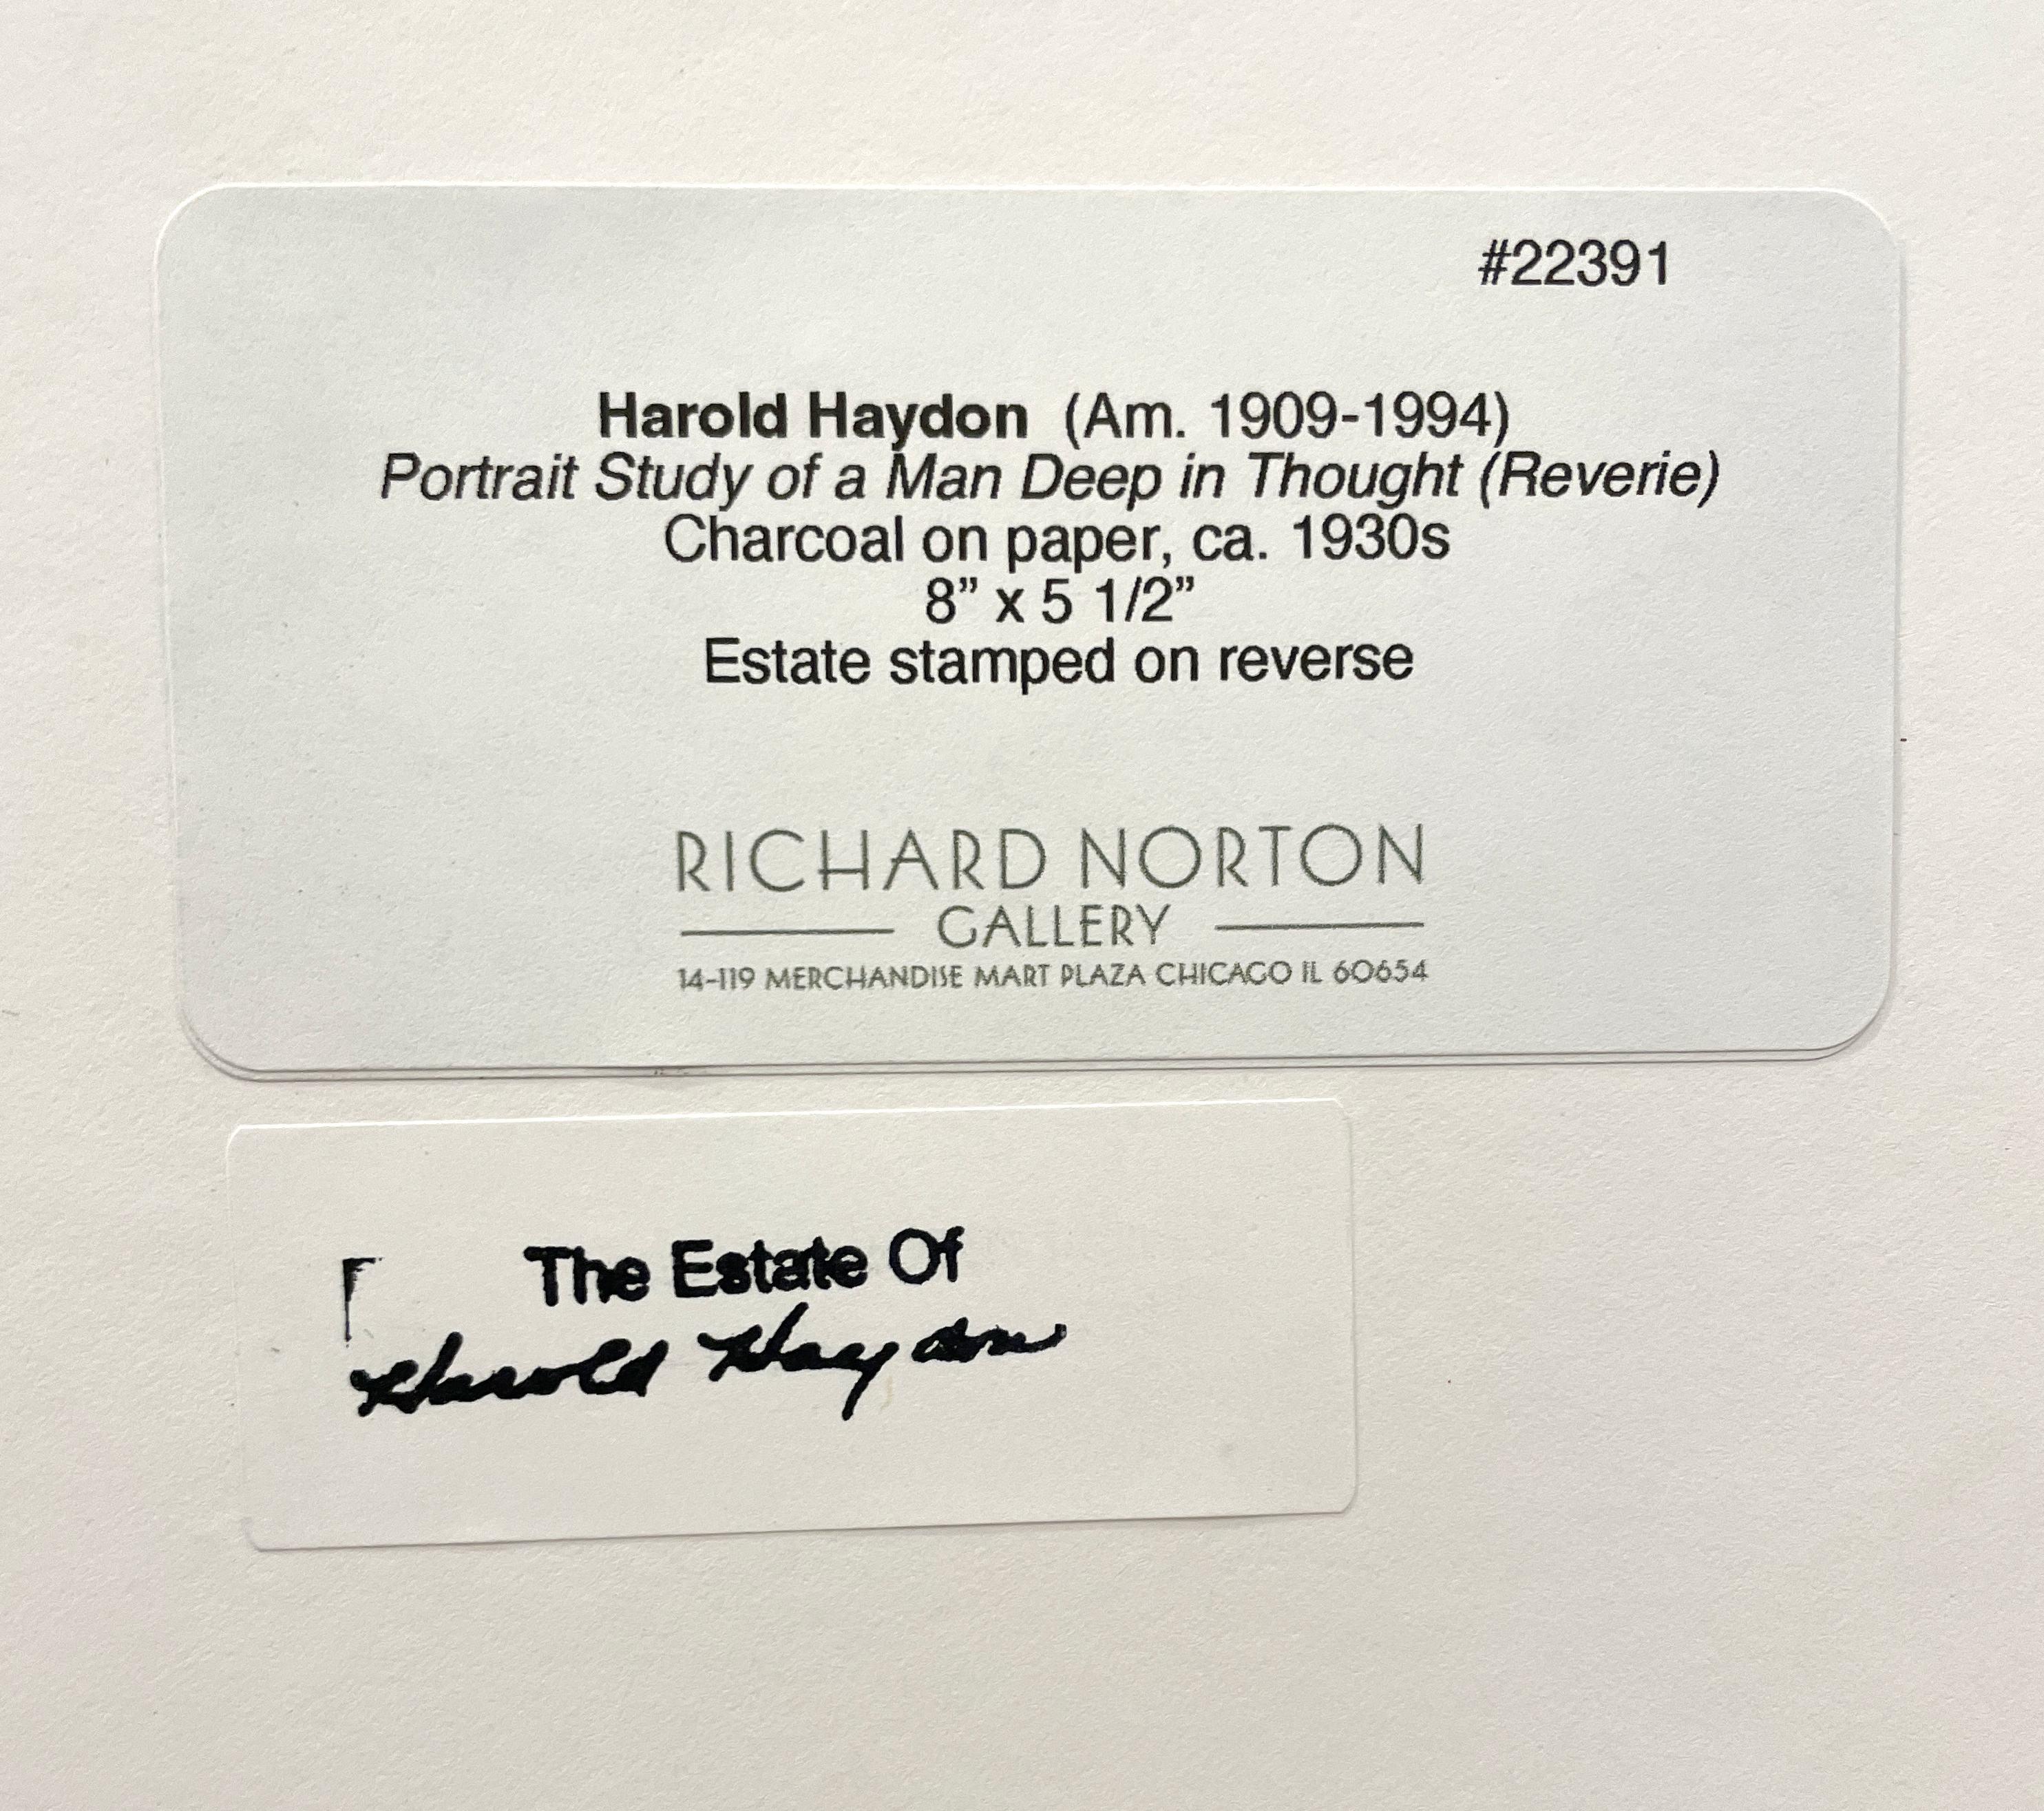 #22391
Harold Haydon (Am. 1909-1994)
Portrait Study of a Man Deep in Thought (Reverie)
Charcoal on paper, ca. 1930s
8” x 5 1/2”
Estate stamped on reverse
RICHARD NORTON
GALLERY
14-119 MERCHANDISE MART PLAZA CHICAGO IL 60654
The Estate Of
Harold Haydon